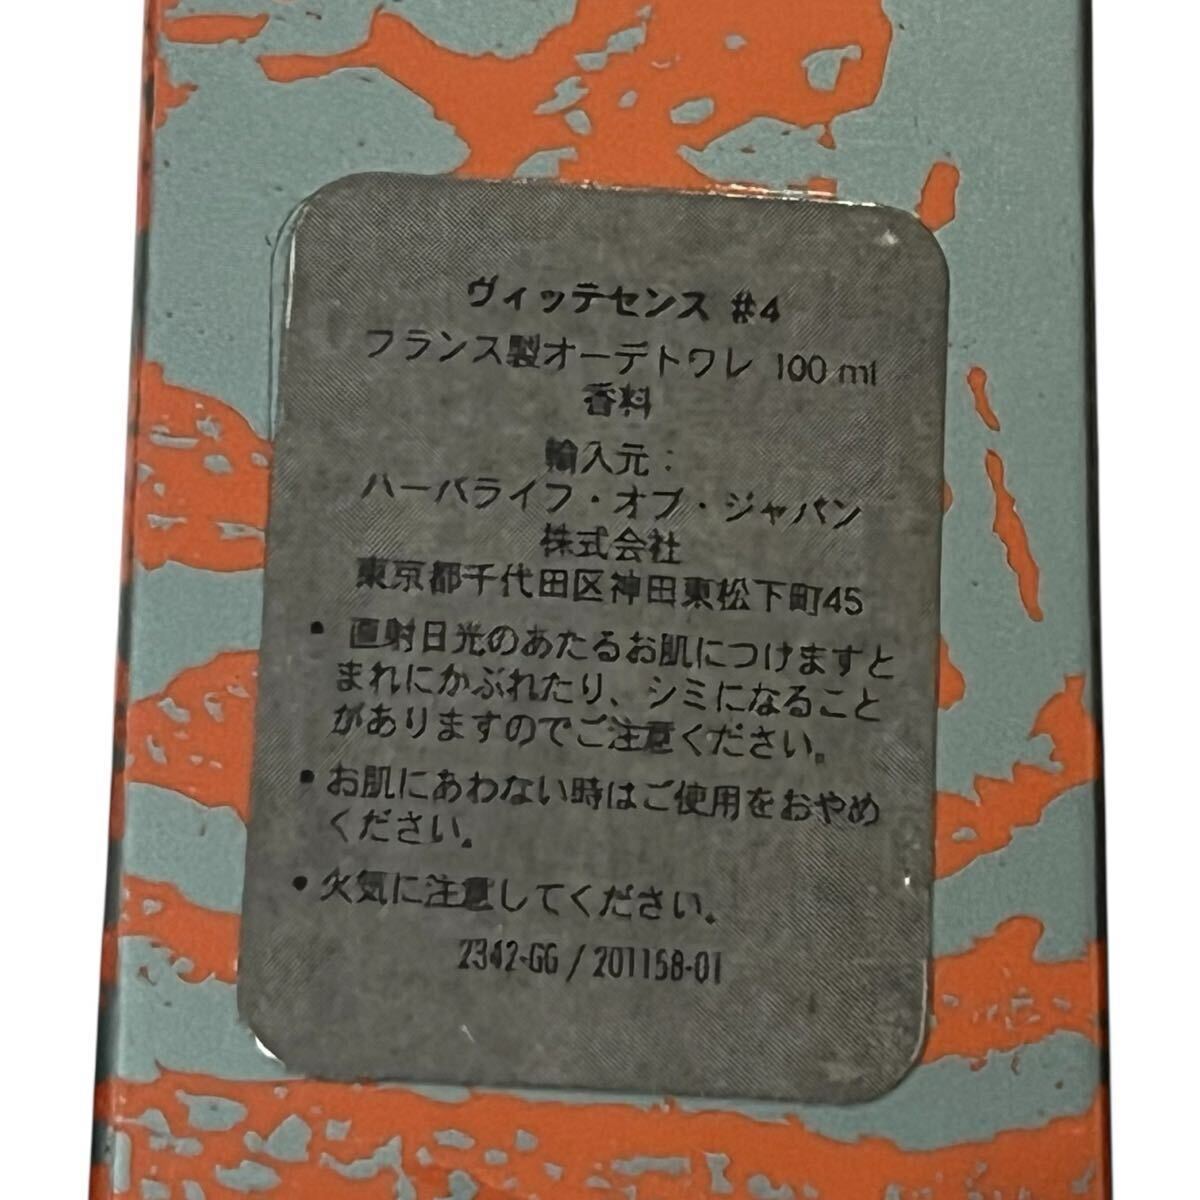 ヴィッテセンス #4
フランス製オーデトワレ 100 ml
香料
輸入元：
ハーバライフ・オブ・ジャパン
株式会社
東京都千代田区神田東松下町45
• 直射日光のあたるお肌につけますと
まれにかぶれたり、シミになること
がありますのでご注意ください。
• お肌にあわない時はご使用をおやめ
ください。
•火気に注意してください。
2342-GG / 201158-01